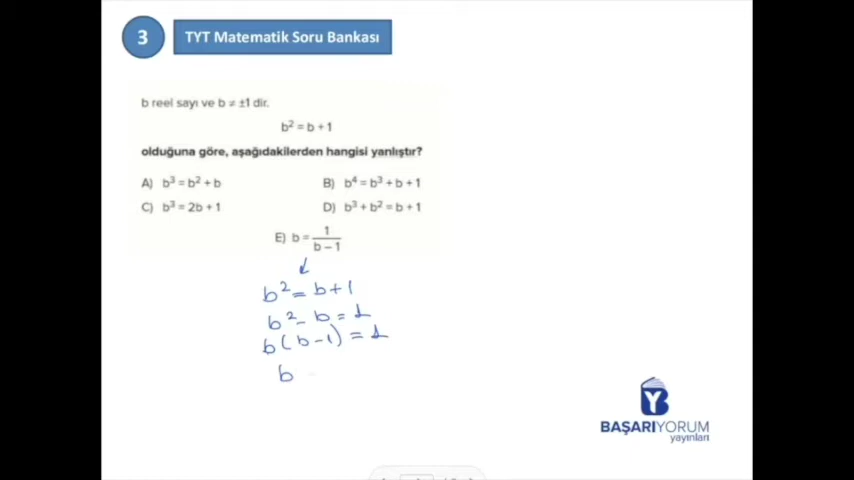 3
TYT Matematik Soru Bankası
b reel sayı ve b ≠ ±1 dir.
b² = b + 1
olduğuna göre, aşağıdakilerden hangisi yanlıştır?
A) b³ = b² + b
B) b⁴ = b³ + b + 1
C) b³ = 2b + 1
D) b³ + b² = b + 1
E) b = 1/(b − 1)
b² = b + 1
b² − b = 1
b(b − 1) = 1
b
BAŞARIYORUM
yayınları